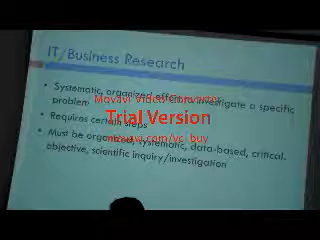 IT/Business Research
• Systematic, organized effort to investigate a specific
problem
• Requires certain steps
• Must be organized, systematic, data-based, critical,
objective, scientific inquiry/investigation
Movavi Video Converter
Trial Version
movavi.com/vc_buy